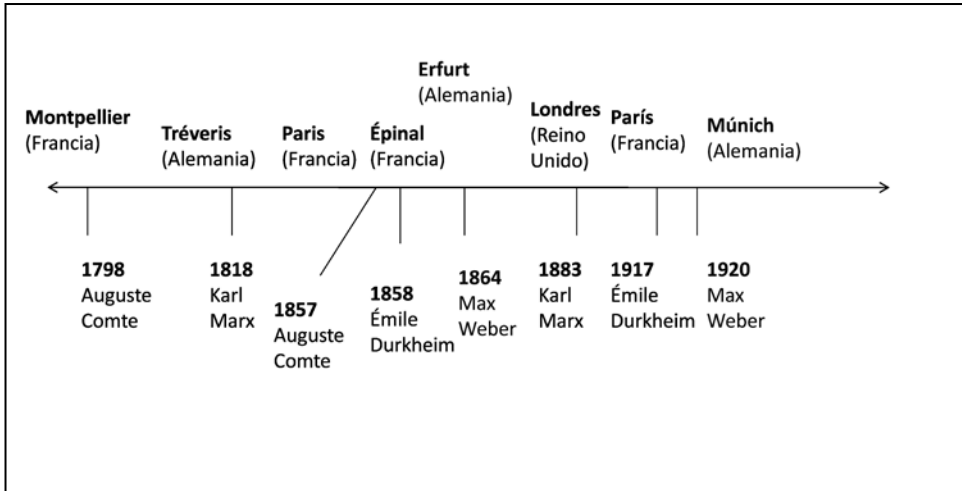 Montpellier
(Francia)
Tréveris
(Alemania)
Paris
(Francia)
Épinal
(Francia)
Erfurt
(Alemania)
Londres
(Reino
Unido)
París
(Francia)
Múnich
(Alemania)
1798
Auguste
Comte
1818
Karl
Marx
1857
Auguste
Comte
1858
Émile
Durkheim
1864
Max
Weber
1883
Karl
Marx
1917
Émile
Durkheim
1920
Max
Weber